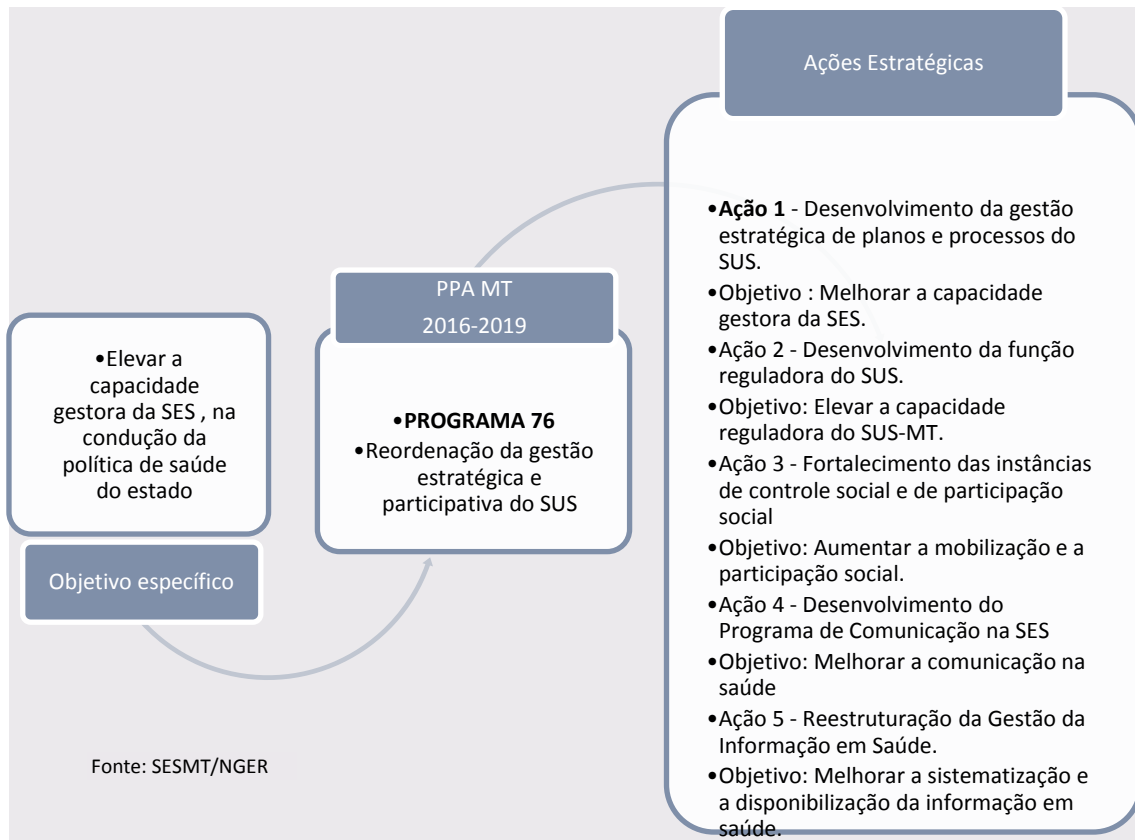 •Elevar a
capacidade
gestora da SES , na
condução da
política de saúde
do estado
Objetivo específico
PPA MT
2016-2019
•PROGRAMA 76
•Reordenação da gestão
estratégica e
participativa do SUS
Ações Estratégicas
•Ação 1 - Desenvolvimento da gestão
estratégica de planos e processos do
SUS.
•Objetivo : Melhorar a capacidade
gestora da SES.
•Ação 2 - Desenvolvimento da função
reguladora do SUS.
•Objetivo: Elevar a capacidade
reguladora do SUS-MT.
•Ação 3 - Fortalecimento das instâncias
de controle social e de participação
social
•Objetivo: Aumentar a mobilização e a
participação social.
•Ação 4 - Desenvolvimento do
Programa de Comunicação na SES
•Objetivo: Melhorar a comunicação na
saúde
•Ação 5 - Reestruturação da Gestão da
Informação em Saúde.
•Objetivo: Melhorar a sistematização e
a disponibilização da informação em
saúde.
Fonte: SESMT/NGER